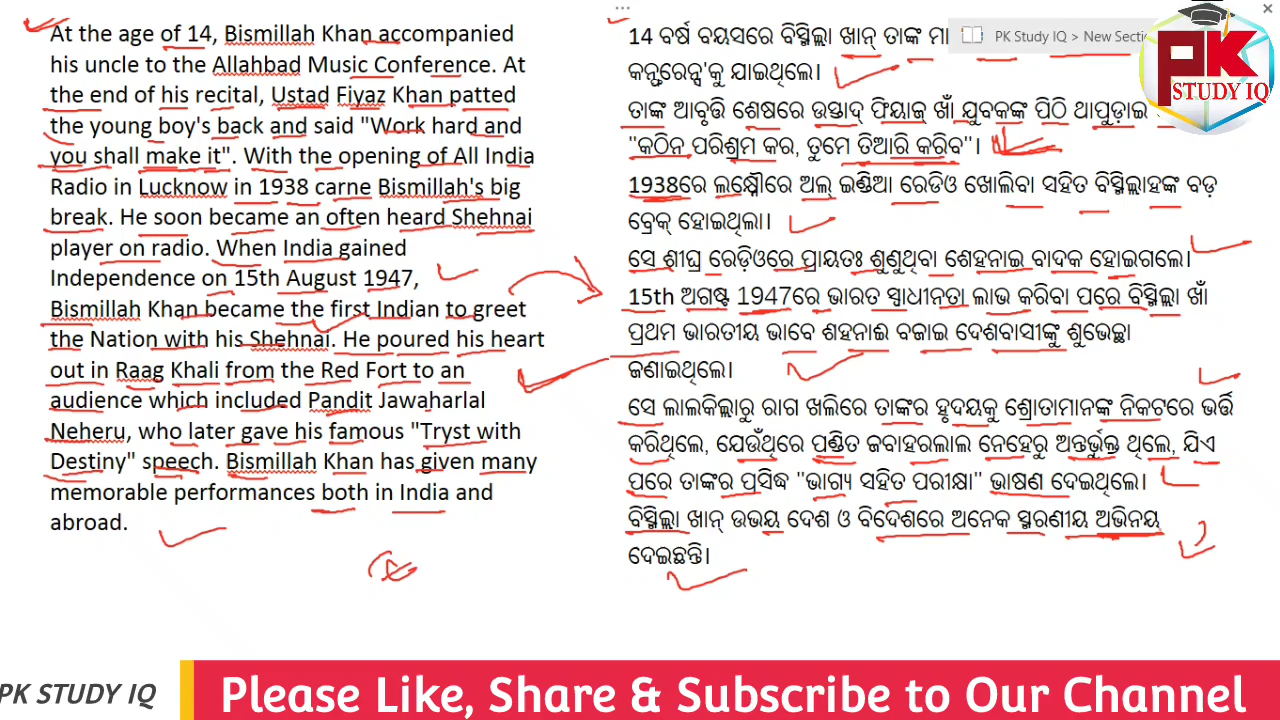 At the age of 14, Bismillah Khan accompanied
his uncle to the Allahbad Music Conference. At
the end of his recital, Ustad Fiyaz Khan patted
the young boy's back and said "Work hard and
you shall make it". With the opening of All India
Radio in Lucknow in 1938 carne Bismillah's big
break. He soon became an often heard Shehnai
player on radio. When India gained
Independence on 15th August 1947,
Bismillah Khan became the first Indian to greet
the Nation with his Shehnai. He poured his heart
out in Raag Khali from the Red Fort to an
audience which included Pandit Jawaharlal
Neheru, who later gave his famous "Tryst with
Destiny" speech. Bismillah Khan has given many
memorable performances both in India and
abroad.
14 ବର୍ଷ ବୟସରେ ବିସ୍ମିଲ୍ଲା ଖାନ୍ ତାଙ୍କ
କନ୍ଫରେନ୍ସ'କୁ ଯାଇଥିଲେ।
ତାଙ୍କ ଆବୃତ୍ତି ଶେଷରେ ଉସ୍ତାଦ୍ ଫିୟାଜ୍ ଖାଁ ଯୁବକଙ୍କ ପିଠି ଥାପୁଡ଼ାଇ
"କଠିନ ପରିଶ୍ରମ କର, ତୁମେ ତିଆରି କରିବ"।
1938ରେ ଲକ୍ଷ୍ନୌରେ ଅଲ୍ ଇଣ୍ଡିଆ ରେଡିଓ ଖୋଲିବା ସହିତ ବିସ୍ମିଲ୍ଲାହଙ୍କ ବଡ଼
ବ୍ରେକ୍ ହୋଇଥିଲା।
ସେ ଶୀଘ୍ର ରେଡ଼ିଓରେ ପ୍ରାୟତଃ ଶୁଣୁଥିବା ଶେହନାଇ ବାଦକ ହୋଇଗଲେ।
15th ଅଗଷ୍ଟ 1947ରେ ଭାରତ ସ୍ୱାଧୀନତା ଲାଭ କରିବା ପରେ ବିସ୍ମିଲ୍ଲା ଖାଁ
ପ୍ରଥମ ଭାରତୀୟ ଭାବେ ଶହନାଈ ବଜାଇ ଦେଶବାସୀଙ୍କୁ ଶୁଭେଚ୍ଛା
ଜଣାଇଥିଲେ।
ସେ ଲାଲକିଲ୍ଲାରୁ ରାଗ ଖଲିରେ ତାଙ୍କର ହୃଦୟକୁ ଶ୍ରୋତାମାନଙ୍କ ନିକଟରେ ଭର୍ତ୍ତି
କରିଥିଲେ, ଯେଉଁଥିରେ ପଣ୍ଡିତ ଜବାହରଲାଲ ନେହେରୁ ଅନ୍ତର୍ଭୁକ୍ତ ଥିଲେ, ଯିଏ
ପରେ ତାଙ୍କର ପ୍ରସିଦ୍ଧ "ଭାଗ୍ୟ ସହିତ ପରୀକ୍ଷା" ଭାଷଣ ଦେଇଥିଲେ।
ବିସ୍ମିଲ୍ଲା ଖାନ୍ ଉଭୟ ଦେଶ ଓ ବିଦେଶରେ ଅନେକ ସ୍ମରଣୀୟ ଅଭିନୟ
ଦେଇଛନ୍ତି।
PK Study IQ > New Secti
PK
STUDY IQ
PK STUDY IQ
Please Like, Share & Subscribe to Our Channel